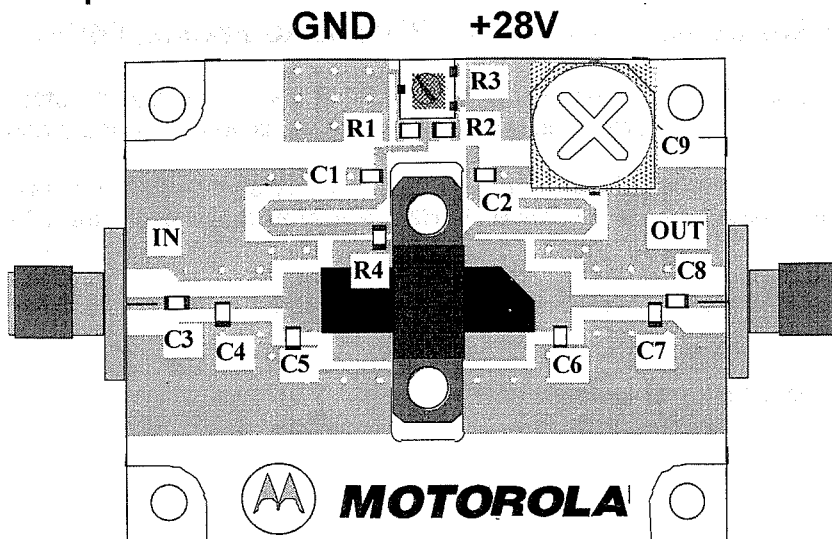 GND +28V
R3
R1 R2
C9
C1
C2
IN OUT
R4 C8
C3 C4 C5 C6 C7
MOTOROLA